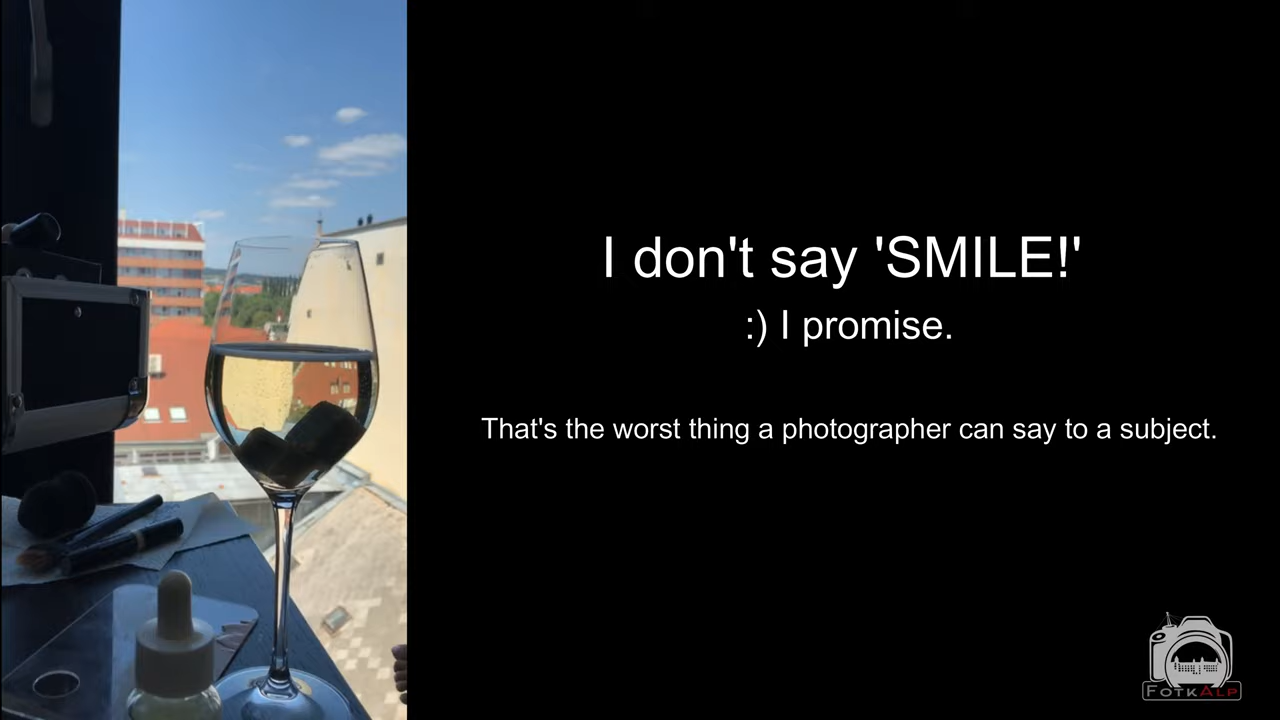 I don't say 'SMILE!'
:) I promise.
That's the worst thing a photographer can say to a subject.
FOTKALP